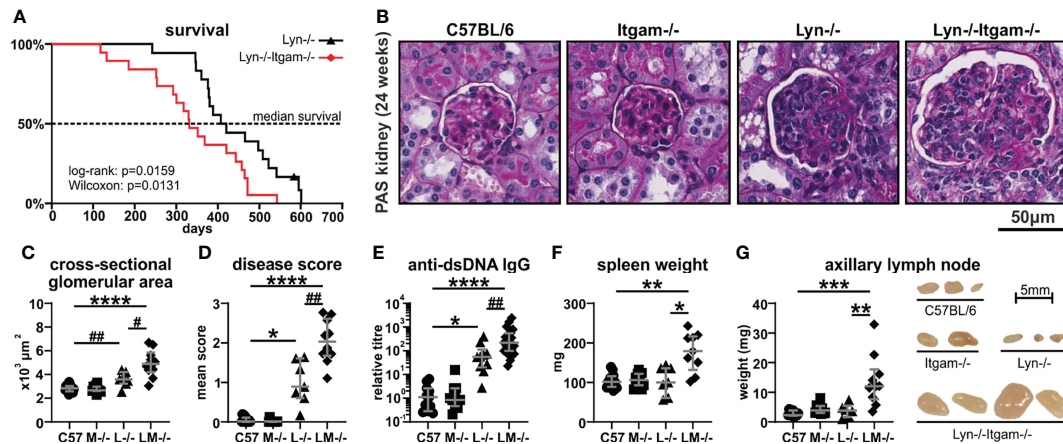 A
survival
Lyn-/-
Lyn-/-Itgam-/-
100%
50%
0%
median survival
log-rank: p=0.0159
Wilcoxon: p=0.0131
0 100 200 300 400 500 600 700
days
B
C57BL/6 Itgam-/- Lyn-/- Lyn-/-Itgam-/-
PAS kidney (24 weeks)
50µm
C
cross-sectional
glomerular area
****
##
#
10
8
6
4
2
0
x10³ µm²
C57 M-/- L-/- LM-/-
D
disease score
****
##
*
3
2
1
0
mean score
C57 M-/- L-/- LM-/-
E
anti-dsDNA IgG
****
##
*
10⁴
10³
10²
10¹
10⁰
10⁻¹
relative titre
C57 M-/- L-/- LM-/-
F
spleen weight
**
*
300
200
100
0
mg
C57 M-/- L-/- LM-/-
G
axillary lymph node
***
**
40
30
20
10
0
weight (mg)
C57 M-/- L-/- LM-/-
C57BL/6
5mm
Itgam-/-
Lyn-/-
Lyn-/-Itgam-/-